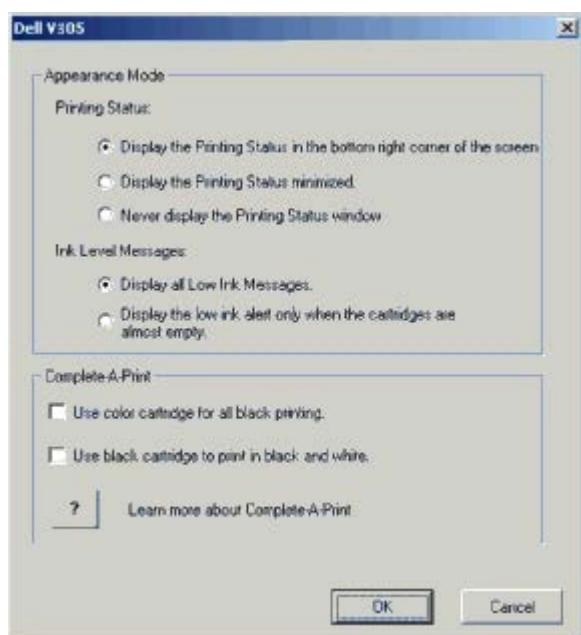 Dell V305
Appearance Mode
Printing Status:
Display the Printing Status in the bottom right corner of the screen
Display the Printing Status minimized.
Never display the Printing Status window
Ink Level Messages:
Display all Low Ink Messages.
Display the low ink alert only when the cartridges are
almost empty.
Complete-A-Print
Use color cartridge for all black printing.
Use black cartridge to print in black and white.
?
Learn more about Complete-A-Print
OK
Cancel